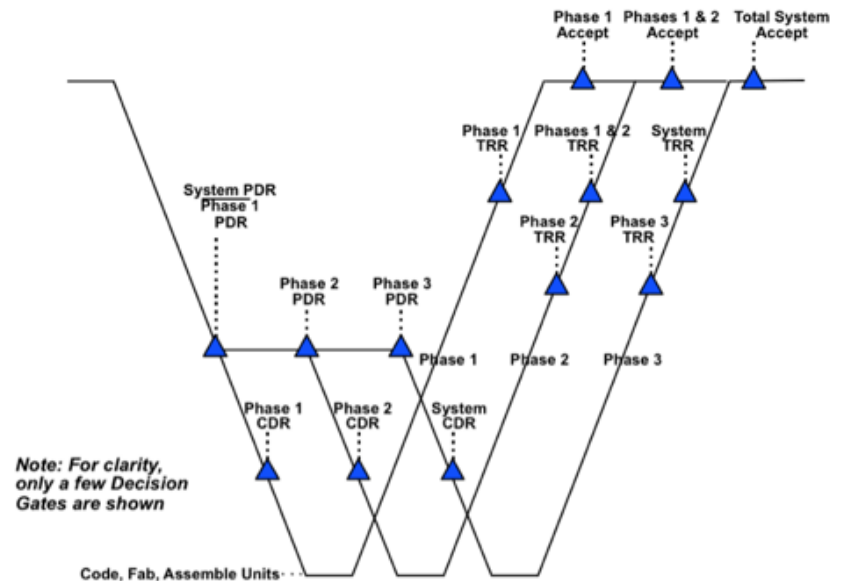 Phase 1
Accept
Phases 1 & 2
Accept
Total System
Accept
Phase 1
TRR
Phases 1 & 2
TRR
System
TRR
System PDR
Phase 1
PDR
Phase 2
TRR
Phase 3
TRR
Phase 2
PDR
Phase 3
PDR
Phase 1
Phase 2
Phase 3
Phase 1
CDR
Phase 2
CDR
System
CDR
Note: For clarity,
only a few Decision
Gates are shown
Code, Fab, Assemble Units